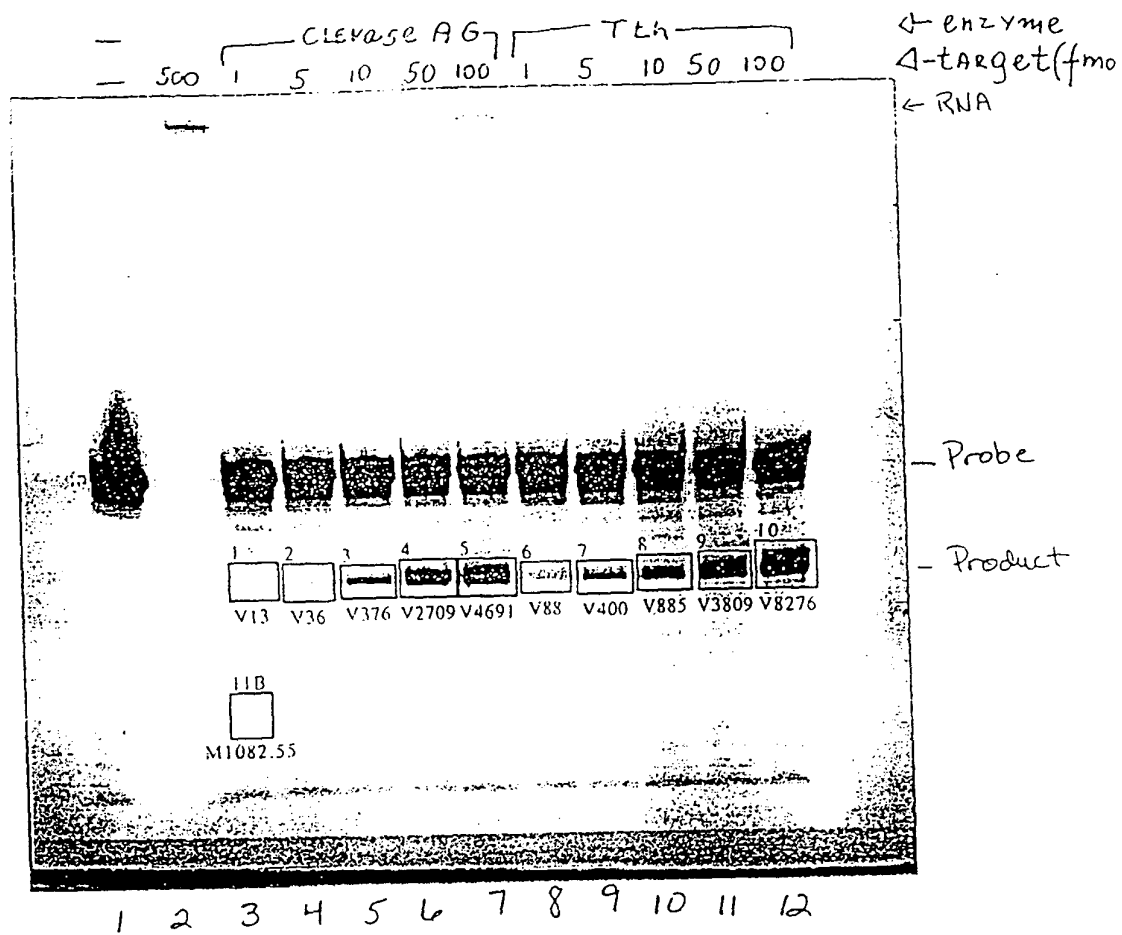 — CLEVASE AG Tth ← enzyme
— 500 1 5 10 50 100 1 5 10 50 100 ←target(fmo
← RNA
— Probe
1 2 3 4 5 6 7 8 9 10
— Product
V13 V36 V376 V2709 V4691 V88 V400 V885 V3809 V8276
11B
M1082.55
1 2 3 4 5 6 7 8 9 10 11 12